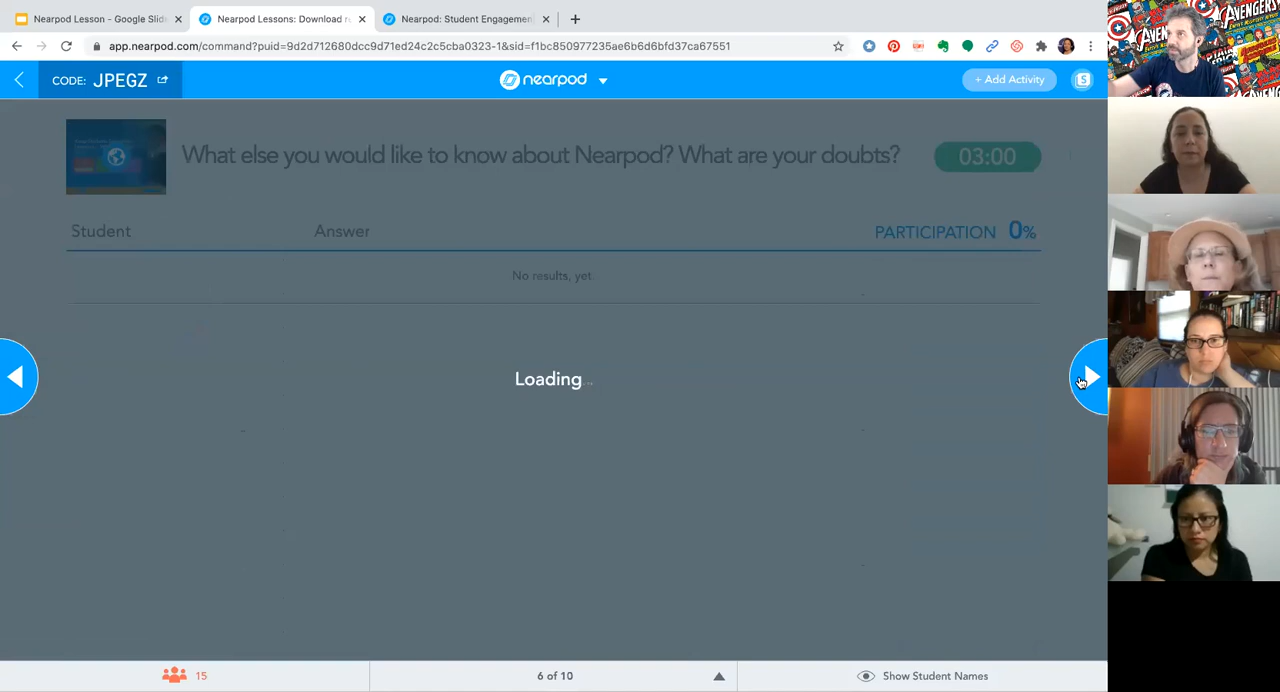 Nearpod Lesson - Google Slid
Nearpod Lessons: Download r
Nearpod: Student Engagemen
app.nearpod.com/command?puid=9d2d712680dcc9d71ed24c2c5cba0323-1&sid=f1bc850977235ae6b6d6bfd37ca67551
CODE: JPEGZ
nearpod
+ Add Activity
S
What else you would like to know about Nearpod? What are your doubts?
03:00
Student Answer PARTICIPATION 0%
No results, yet
Loading...
15
6 of 10
Show Student Names
AVENGERS